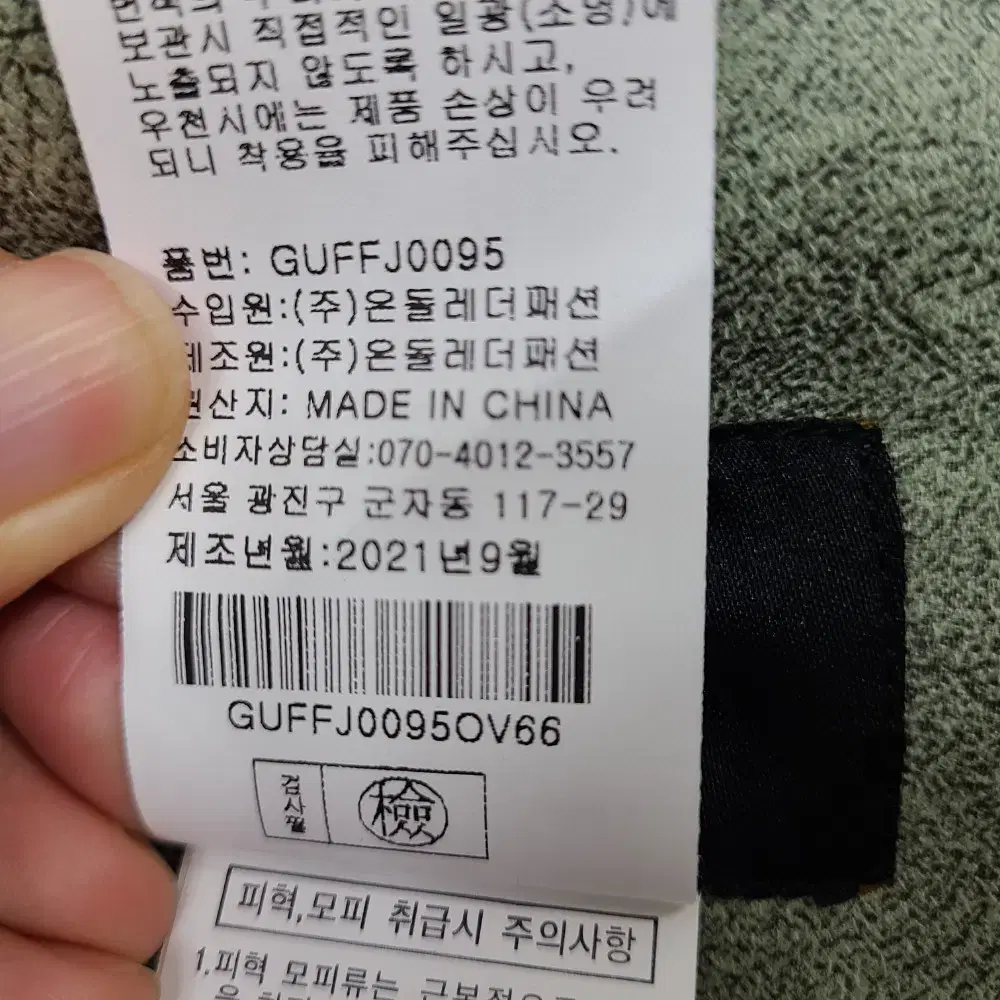 보관시 직접적인 일광(조명)에
노출되지 않도록 하시고,
우천시에는 제품 손상이 우려
되니 착용을 피해주십시오.
품번: GUFFJ0095
수입원:(주)온돌레더패션
제조원:(주)온돌레더패션
원산지: MADE IN CHINA
소비자상담실:070-4012-3557
서울 광진구 군자동 117-29
제조년월:2021년9월
GUFFJ0095OV66
검사필
檢
피혁,모피 취급시 주의사항
1.피혁 모피류는